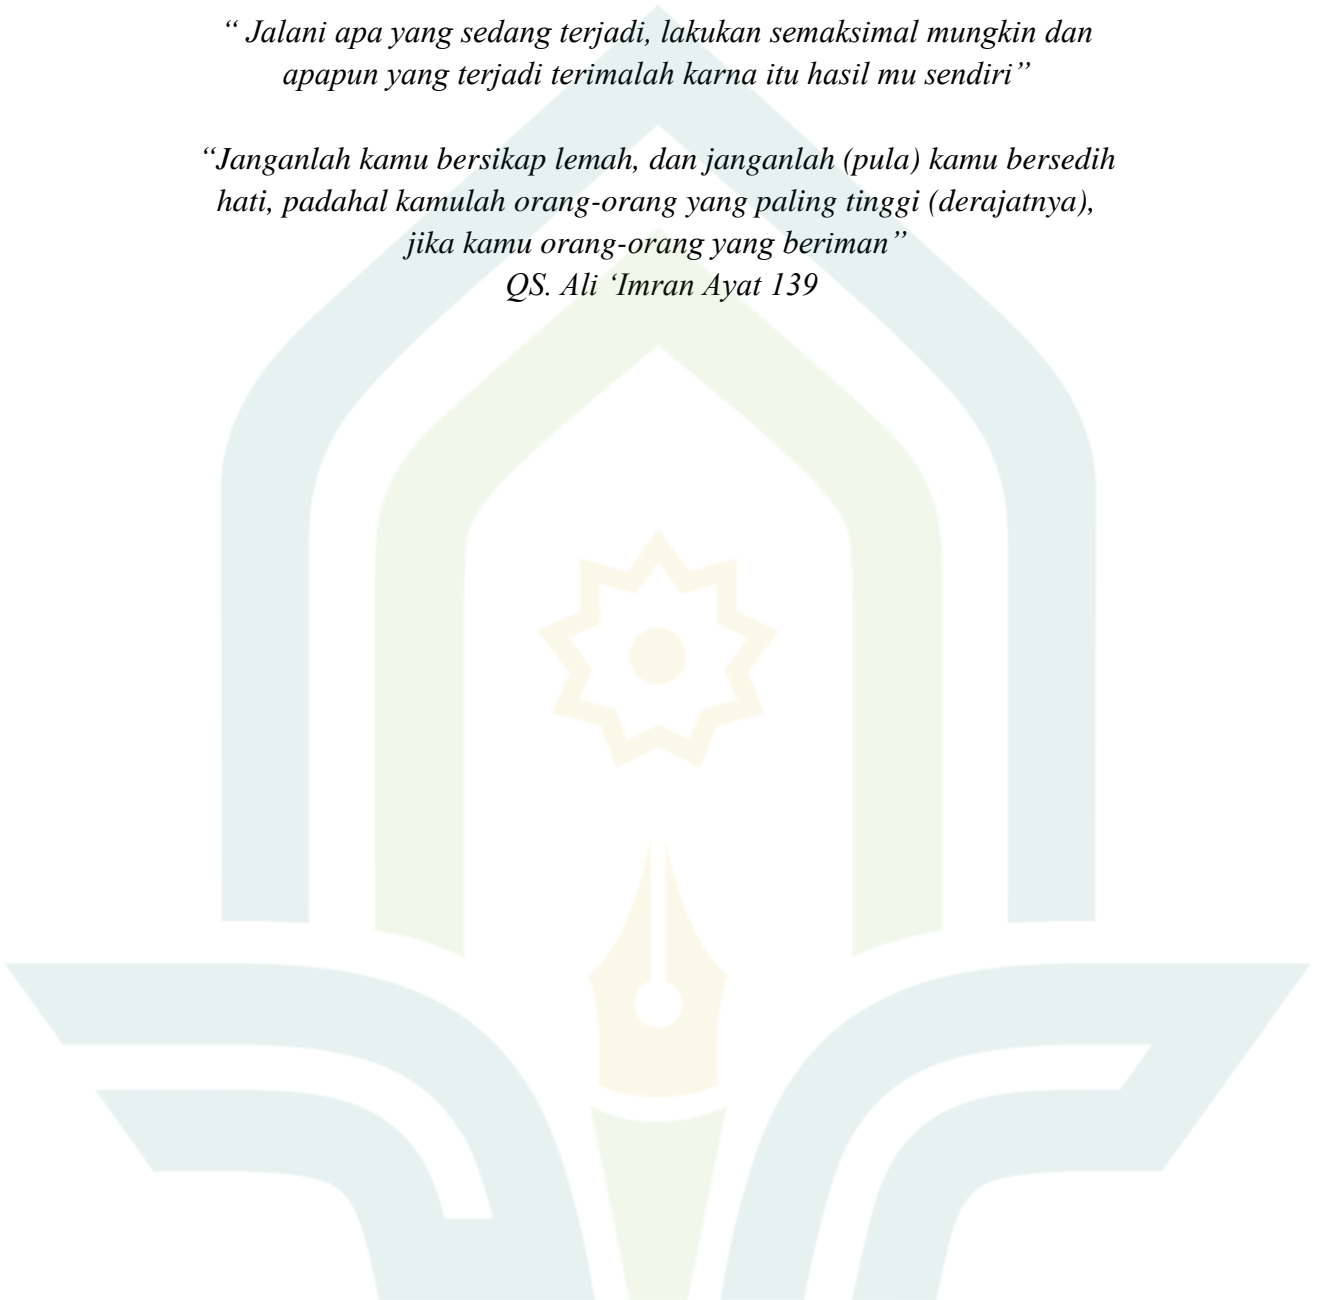 “ Jalani apa yang sedang terjadi, lakukan semaksimal mungkin dan
apapun yang terjadi terimalah karna itu hasil mu sendiri”
“Janganlah kamu bersikap lemah, dan janganlah (pula) kamu bersedih
hati, padahal kamulah orang-orang yang paling tinggi (derajatnya),
jika kamu orang-orang yang beriman”
QS. Ali ‘Imran Ayat 139